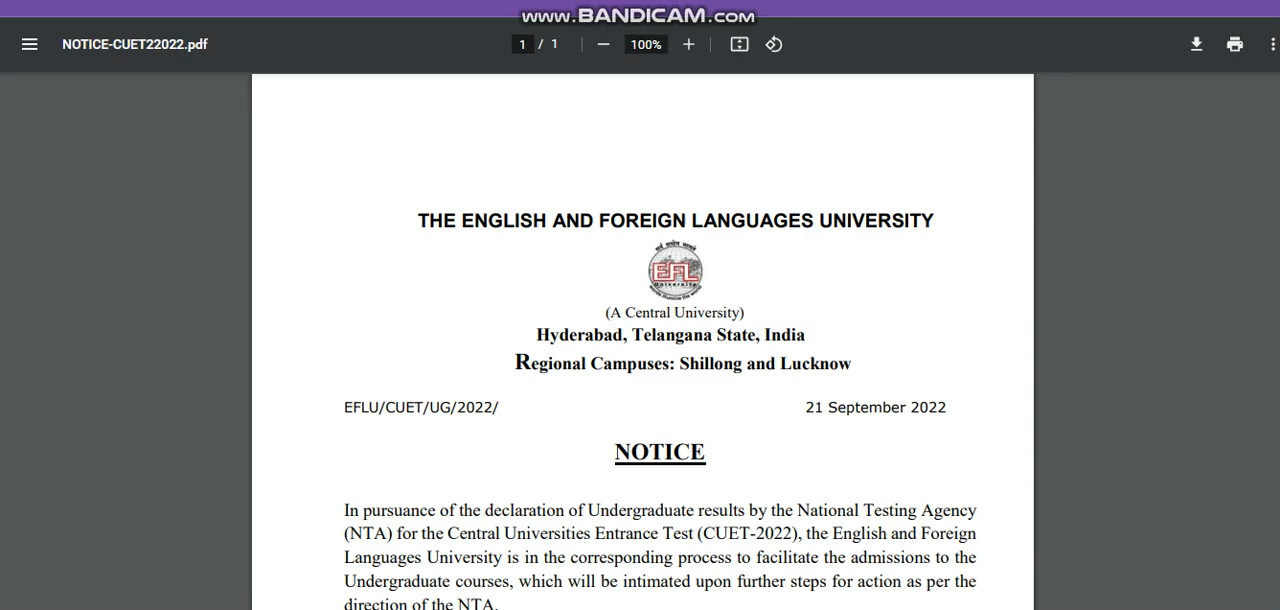 www.BANDICAM.com
NOTICE-CUET22022.pdf
1 / 1
100%
THE ENGLISH AND FOREIGN LANGUAGES UNIVERSITY
EFL
University
(A Central University)
Hyderabad, Telangana State, India
Regional Campuses: Shillong and Lucknow
EFLU/CUET/UG/2022/ 21 September 2022
NOTICE
In pursuance of the declaration of Undergraduate results by the National Testing Agency
(NTA) for the Central Universities Entrance Test (CUET-2022), the English and Foreign
Languages University is in the corresponding process to facilitate the admissions to the
Undergraduate courses, which will be intimated upon further steps for action as per the
direction of the NTA.